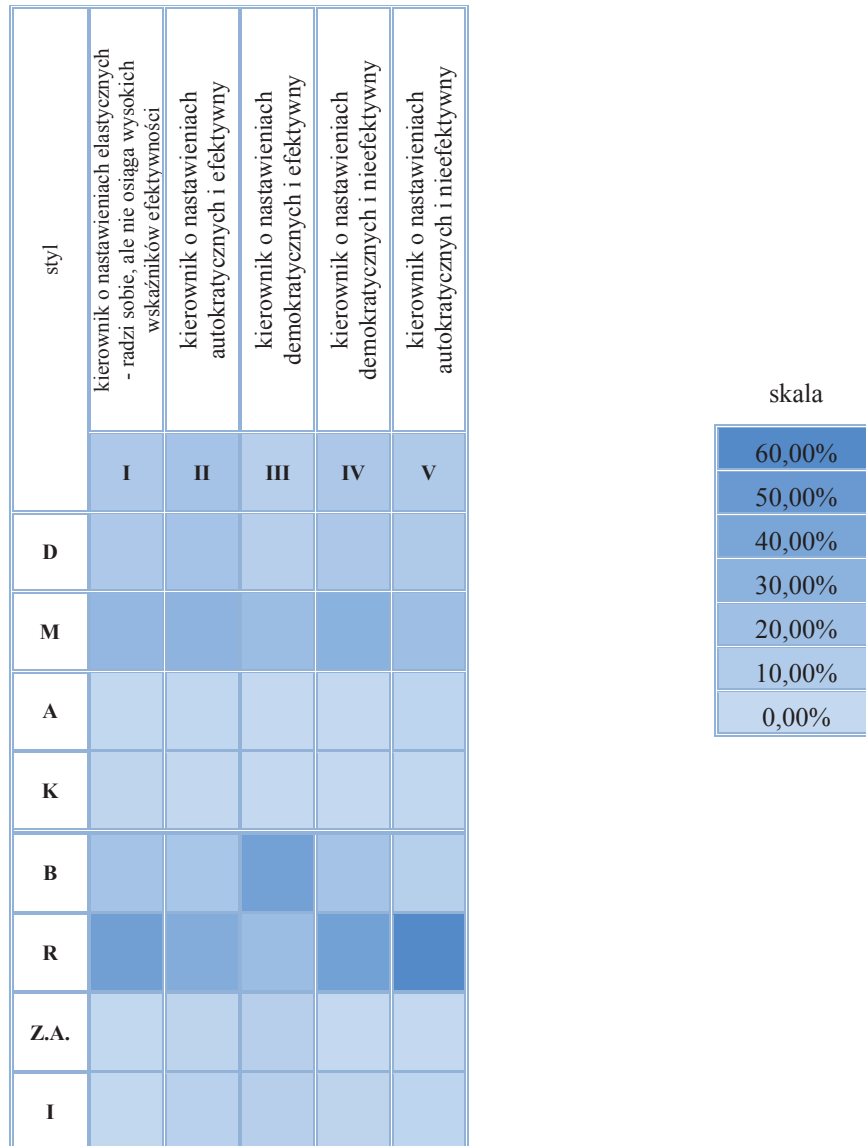 styl
kierownik o nastawieniach elastycznych
- radzi sobie, ale nie osiąga wysokich
wskaźników efektywności
kierownik o nastawieniach
autokratycznych i efektywny
kierownik o nastawieniach
demokratycznych i efektywny
kierownik o nastawieniach
demokratycznych i nieefektywny
kierownik o nastawieniach
autokratycznych i nieefektywny
I II III IV V
D
M
A
K
B
R
Z.A.
I
skala
60,00%
50,00%
40,00%
30,00%
20,00%
10,00%
0,00%